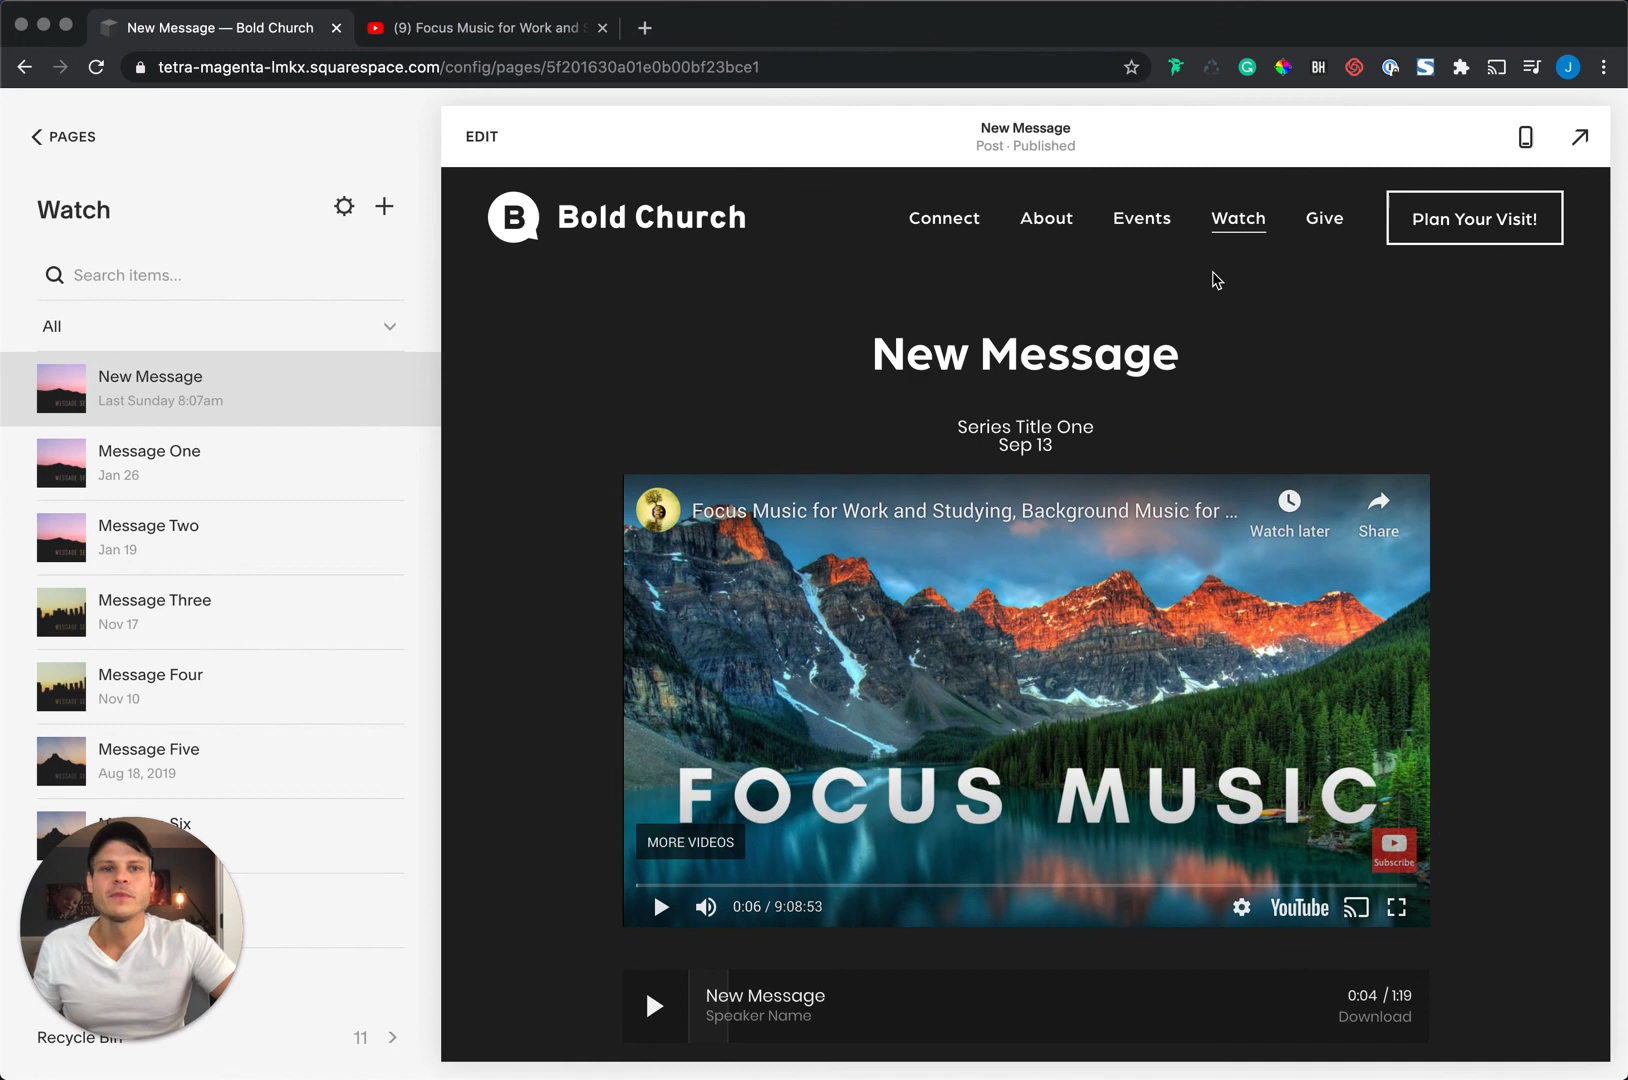 New Message — Bold Church
(9) Focus Music for Work and
tetra-magenta-lmkx.squarespace.com/config/pages/5f201630a01e0b00bf23bce1
BH
J
PAGES
EDIT
New Message
Post · Published
Watch
B
Bold Church
Connect
About
Events
Watch
Give
Plan Your Visit!
Search items...
All
New Message
Last Sunday 8:07am
Message One
Jan 26
Message Two
Jan 19
Message Three
Nov 17
Message Four
Nov 10
Message Five
Aug 18, 2019
Six
Recycle Bin
11
New Message
Series Title One
Sep 13
Focus Music for Work and Studying, Background Music for ...
Watch later
Share
FOCUS MUSIC
MORE VIDEOS
Subscribe
0:06 / 9:08:53
YouTube
New Message
Speaker Name
0:04 / 1:19
Download